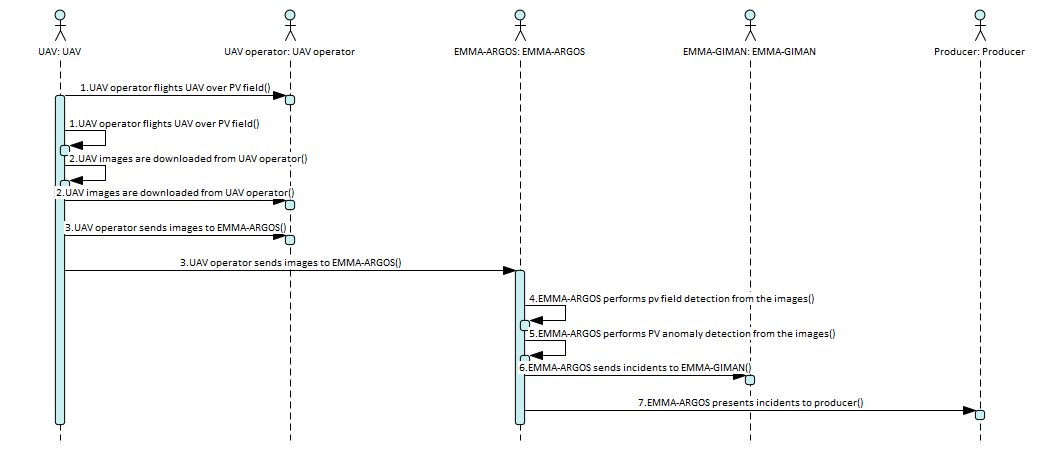 UAV: UAV
UAV operator: UAV operator
EMMA-ARGOS: EMMA-ARGOS
EMMA-GIMAN: EMMA-GIMAN
Producer: Producer
1.UAV operator flights UAV over PV field()
1.UAV operator flights UAV over PV field()
2.UAV images are downloaded from UAV operator()
2.UAV images are downloaded from UAV operator()
3.UAV operator sends images to EMMA-ARGOS()
3.UAV operator sends images to EMMA-ARGOS()
4.EMMA-ARGOS performs pv field detection from the images()
5.EMMA-ARGOS performs PV anomaly detection from the images()
6.EMMA-ARGOS sends incidents to EMMA-GIMAN()
7.EMMA-ARGOS presents incidents to producer()